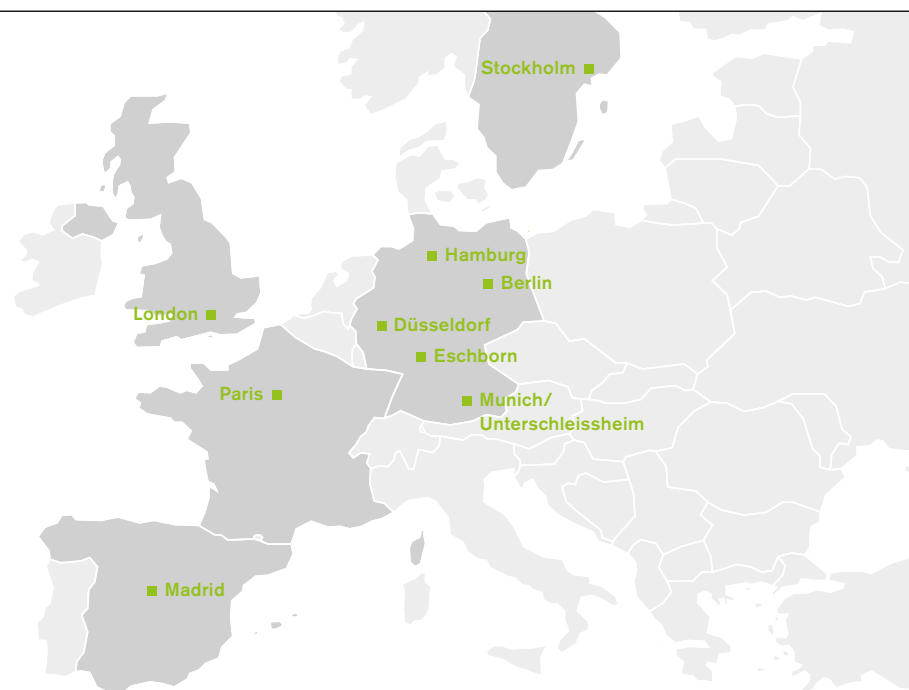 Stockholm
Hamburg
Berlin
London
Düsseldorf
Eschborn
Paris
Munich/
Unterschleissheim
Madrid